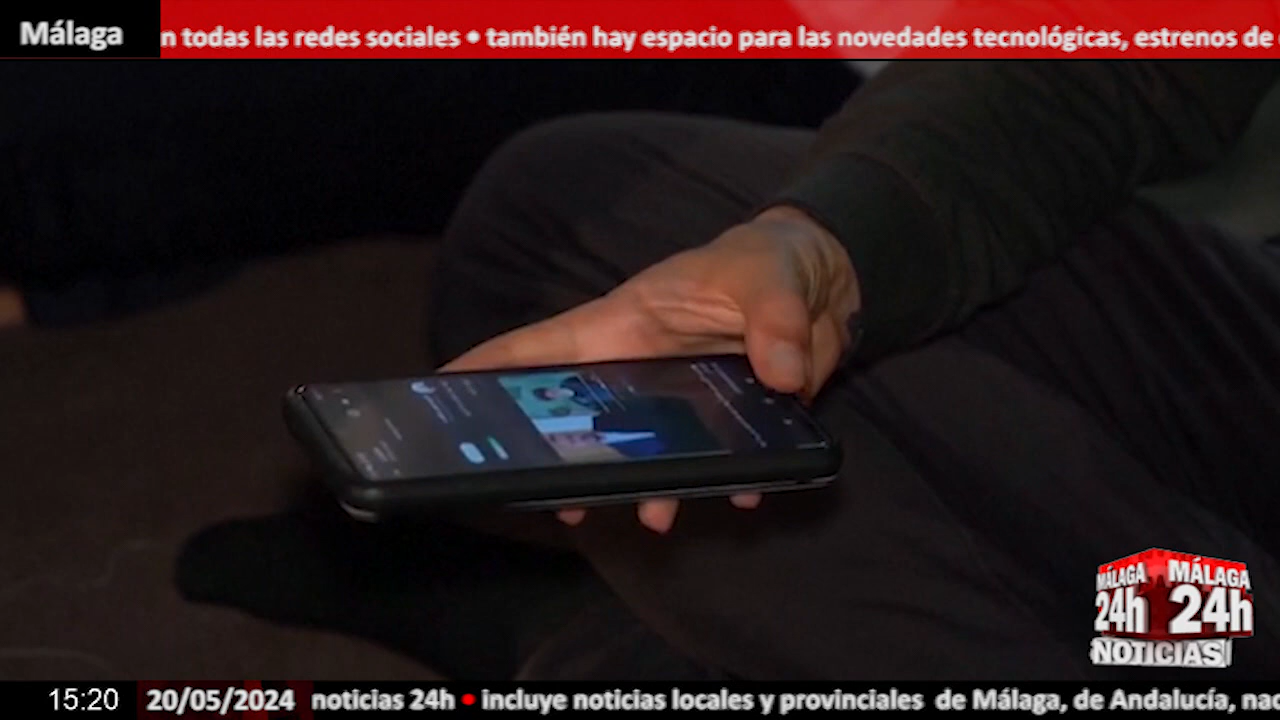 Málaga
n todas las redes sociales • también hay espacio para las novedades tecnológicas, estrenos de
MÁLAGA MÁLAGA
24h 24h
NOTICIAS
15:20 20/05/2024 noticias 24h • incluye noticias locales y provinciales de Málaga, de Andalucía, nac